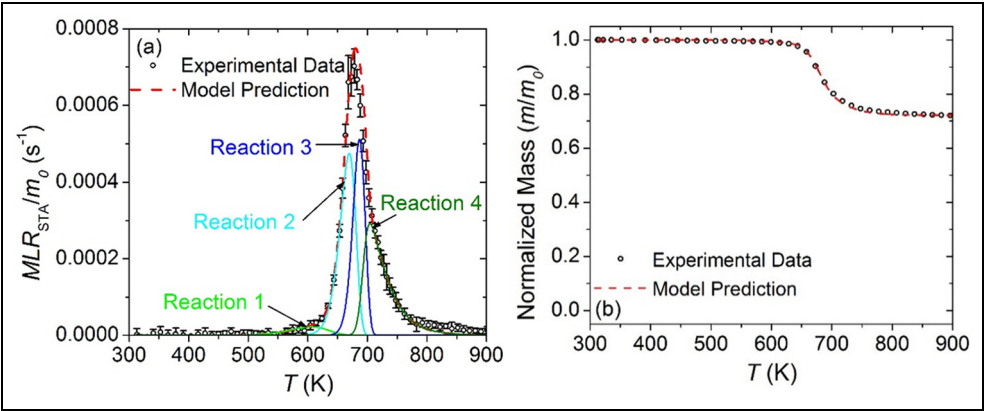 (a)
Experimental Data
Model Prediction
Reaction 3
Reaction 4
Reaction 2
Reaction 1
0.0008
0.0006
0.0004
0.0002
0.0000
MLR_STA/m_0 (s⁻¹)
300 400 500 600 700 800 900
T (K)
1.0
0.8
0.6
0.4
0.2
0.0
Normalized Mass (m/m_0)
Experimental Data
Model Prediction
(b)
300 400 500 600 700 800 900
T (K)